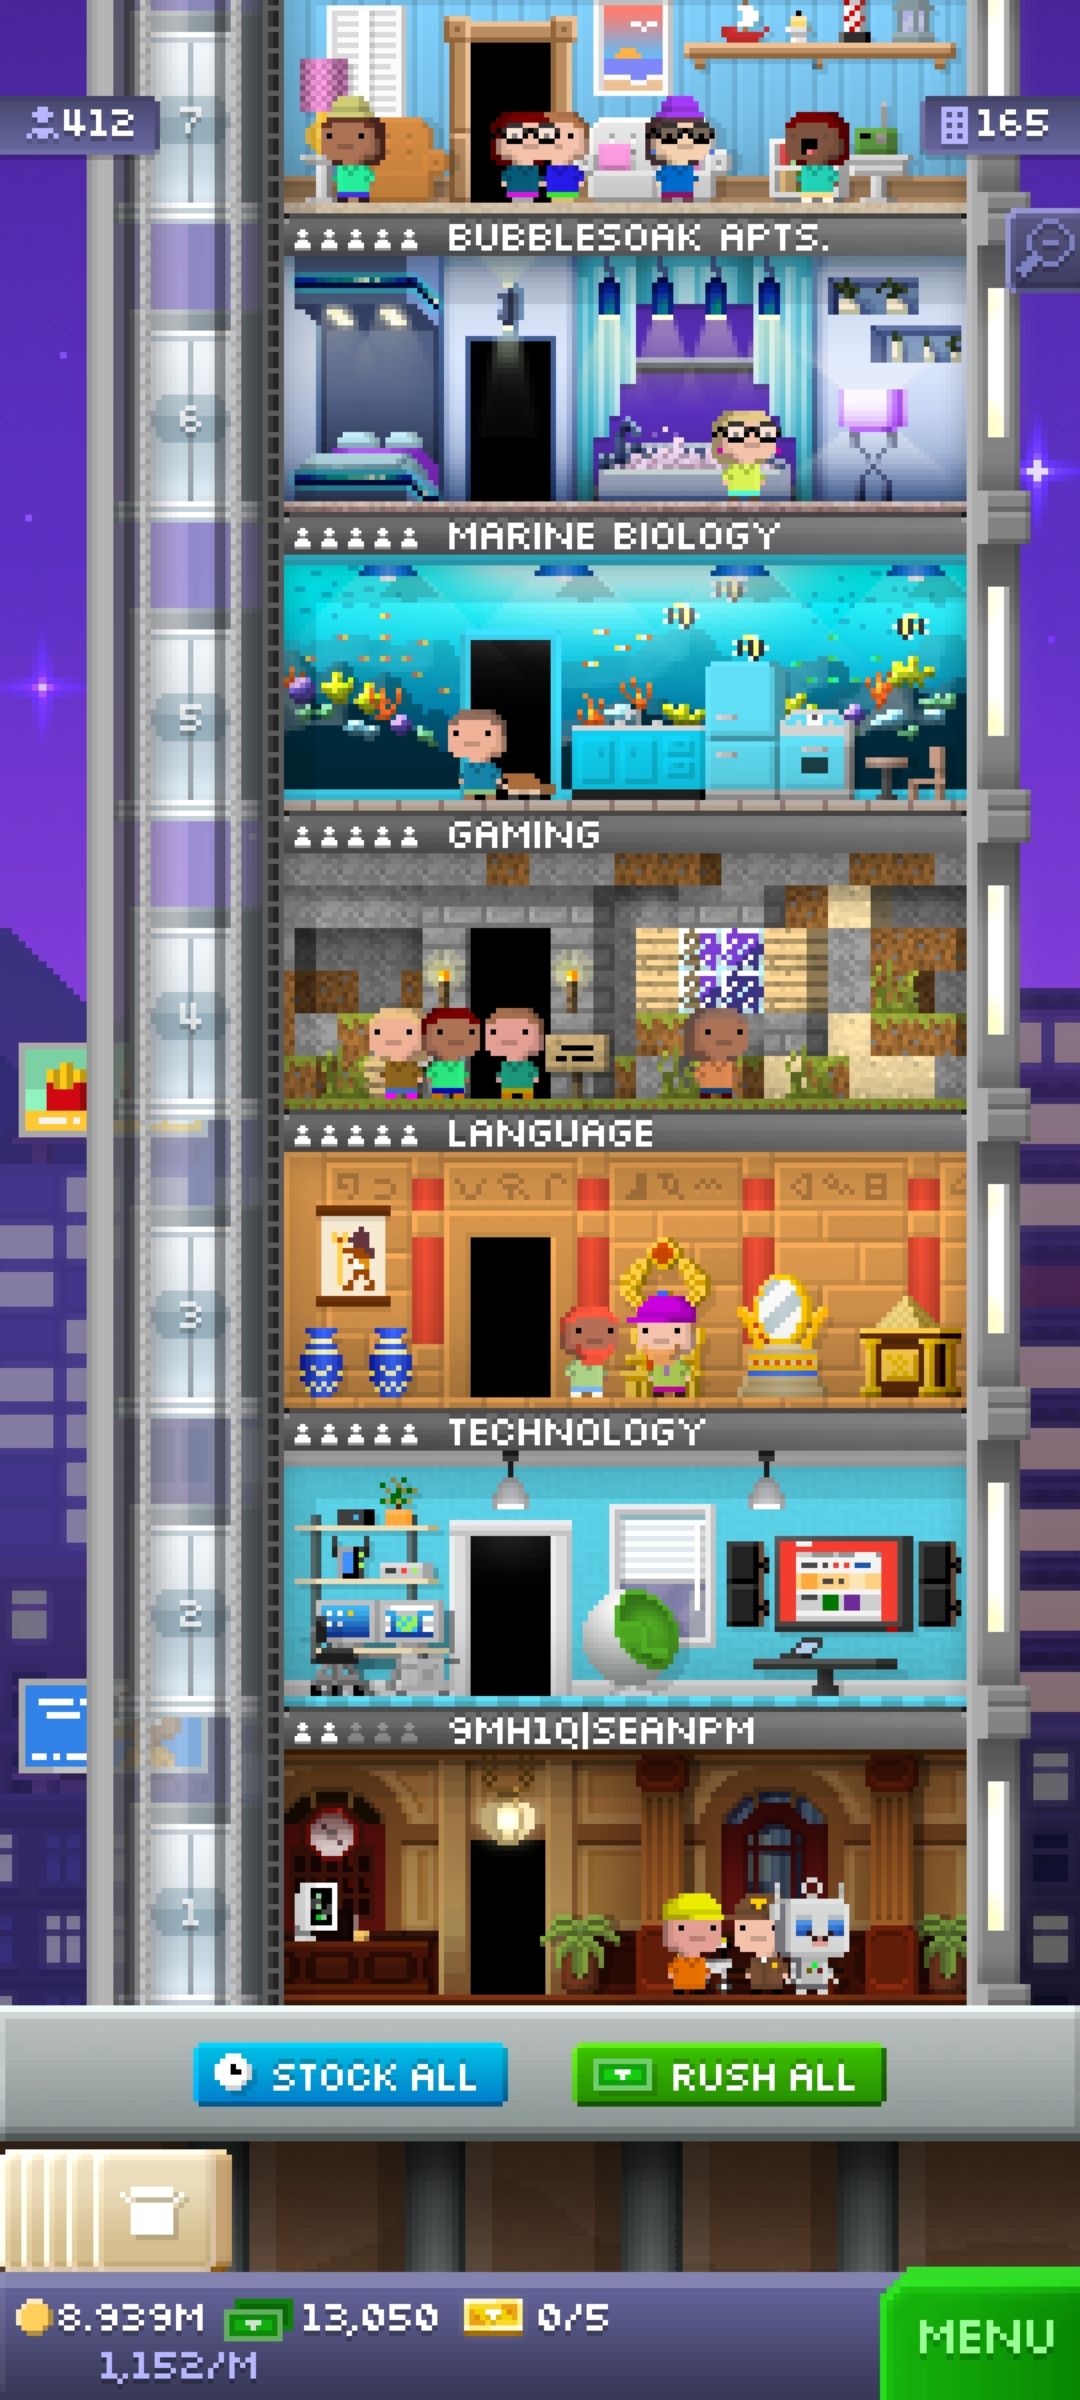 412
7
165
BUBBLESOAK APTS.
6
MARINE BIOLOGY
5
GAMING
4
LANGUAGE
3
TECHNOLOGY
2
9MH1Q|SEANPM
1
STOCK ALL
RUSH ALL
8.939M
13,050
0/5
1,152/M
MENU